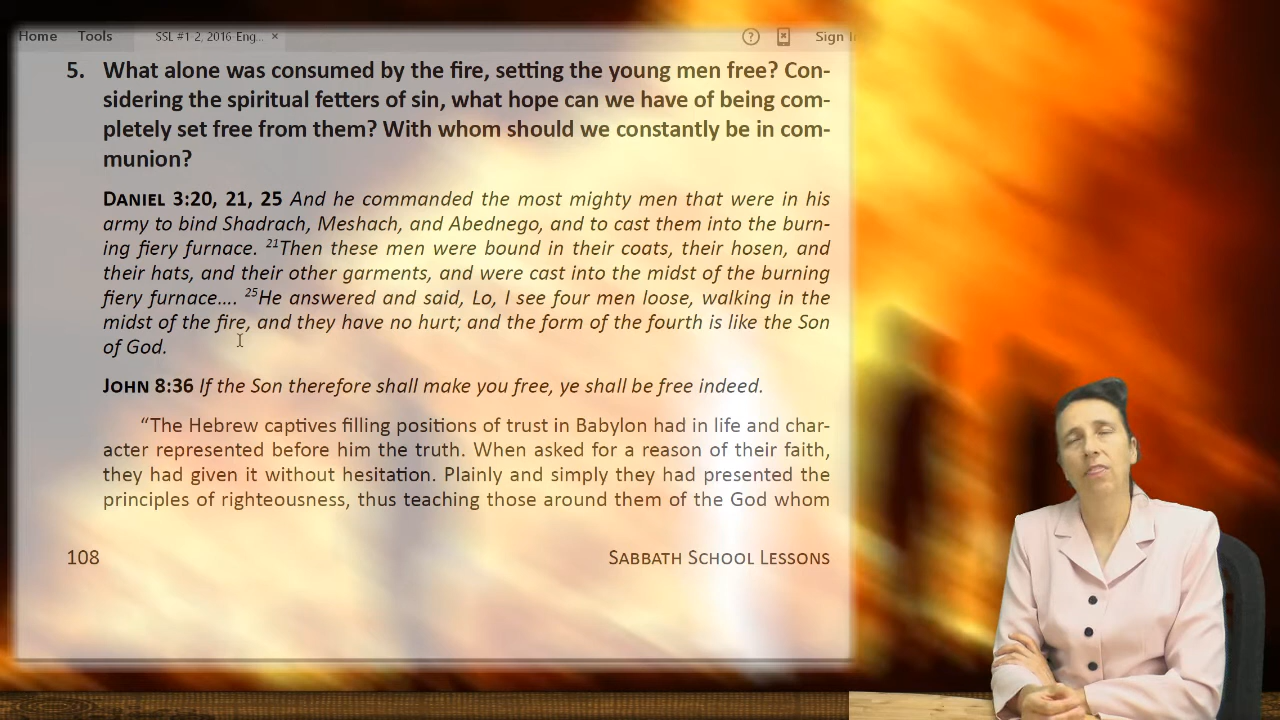 Home Tools SSL #1-2, 2016-Eng... × ? Sign I
5. What alone was consumed by the fire, setting the young men free? Con-
sidering the spiritual fetters of sin, what hope can we have of being com-
pletely set free from them? With whom should we constantly be in com-
munion?
DANIEL 3:20, 21, 25 And he commanded the most mighty men that were in his
army to bind Shadrach, Meshach, and Abednego, and to cast them into the burn-
ing fiery furnace. 21Then these men were bound in their coats, their hosen, and
their hats, and their other garments, and were cast into the midst of the burning
fiery furnace.... 25He answered and said, Lo, I see four men loose, walking in the
midst of the fire, and they have no hurt; and the form of the fourth is like the Son
of God.
JOHN 8:36 If the Son therefore shall make you free, ye shall be free indeed.
“The Hebrew captives filling positions of trust in Babylon had in life and char-
acter represented before him the truth. When asked for a reason of their faith,
they had given it without hesitation. Plainly and simply they had presented the
principles of righteousness, thus teaching those around them of the God whom
108 SABBATH SCHOOL LESSONS